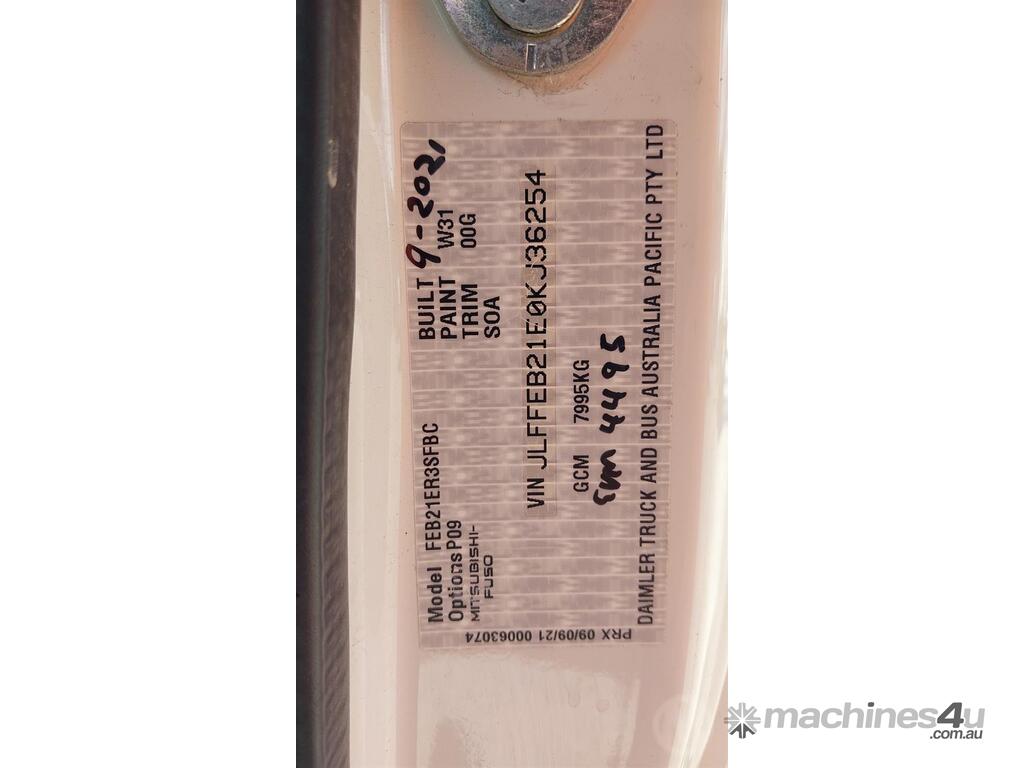 Model FEB21ER3SFBC
Options P09
MITSUBISHI-
FUSO
BUILT 9-2021
PAINT W31
TRIM 00G
SOA
VIN JLFFEB21E0KJ36254
GCM 7995KG
4495
DAIMLER TRUCK AND BUS AUSTRALIA PACIFIC PTY LTD
PRX 09/09/21 00063074
machines4u
.com.au